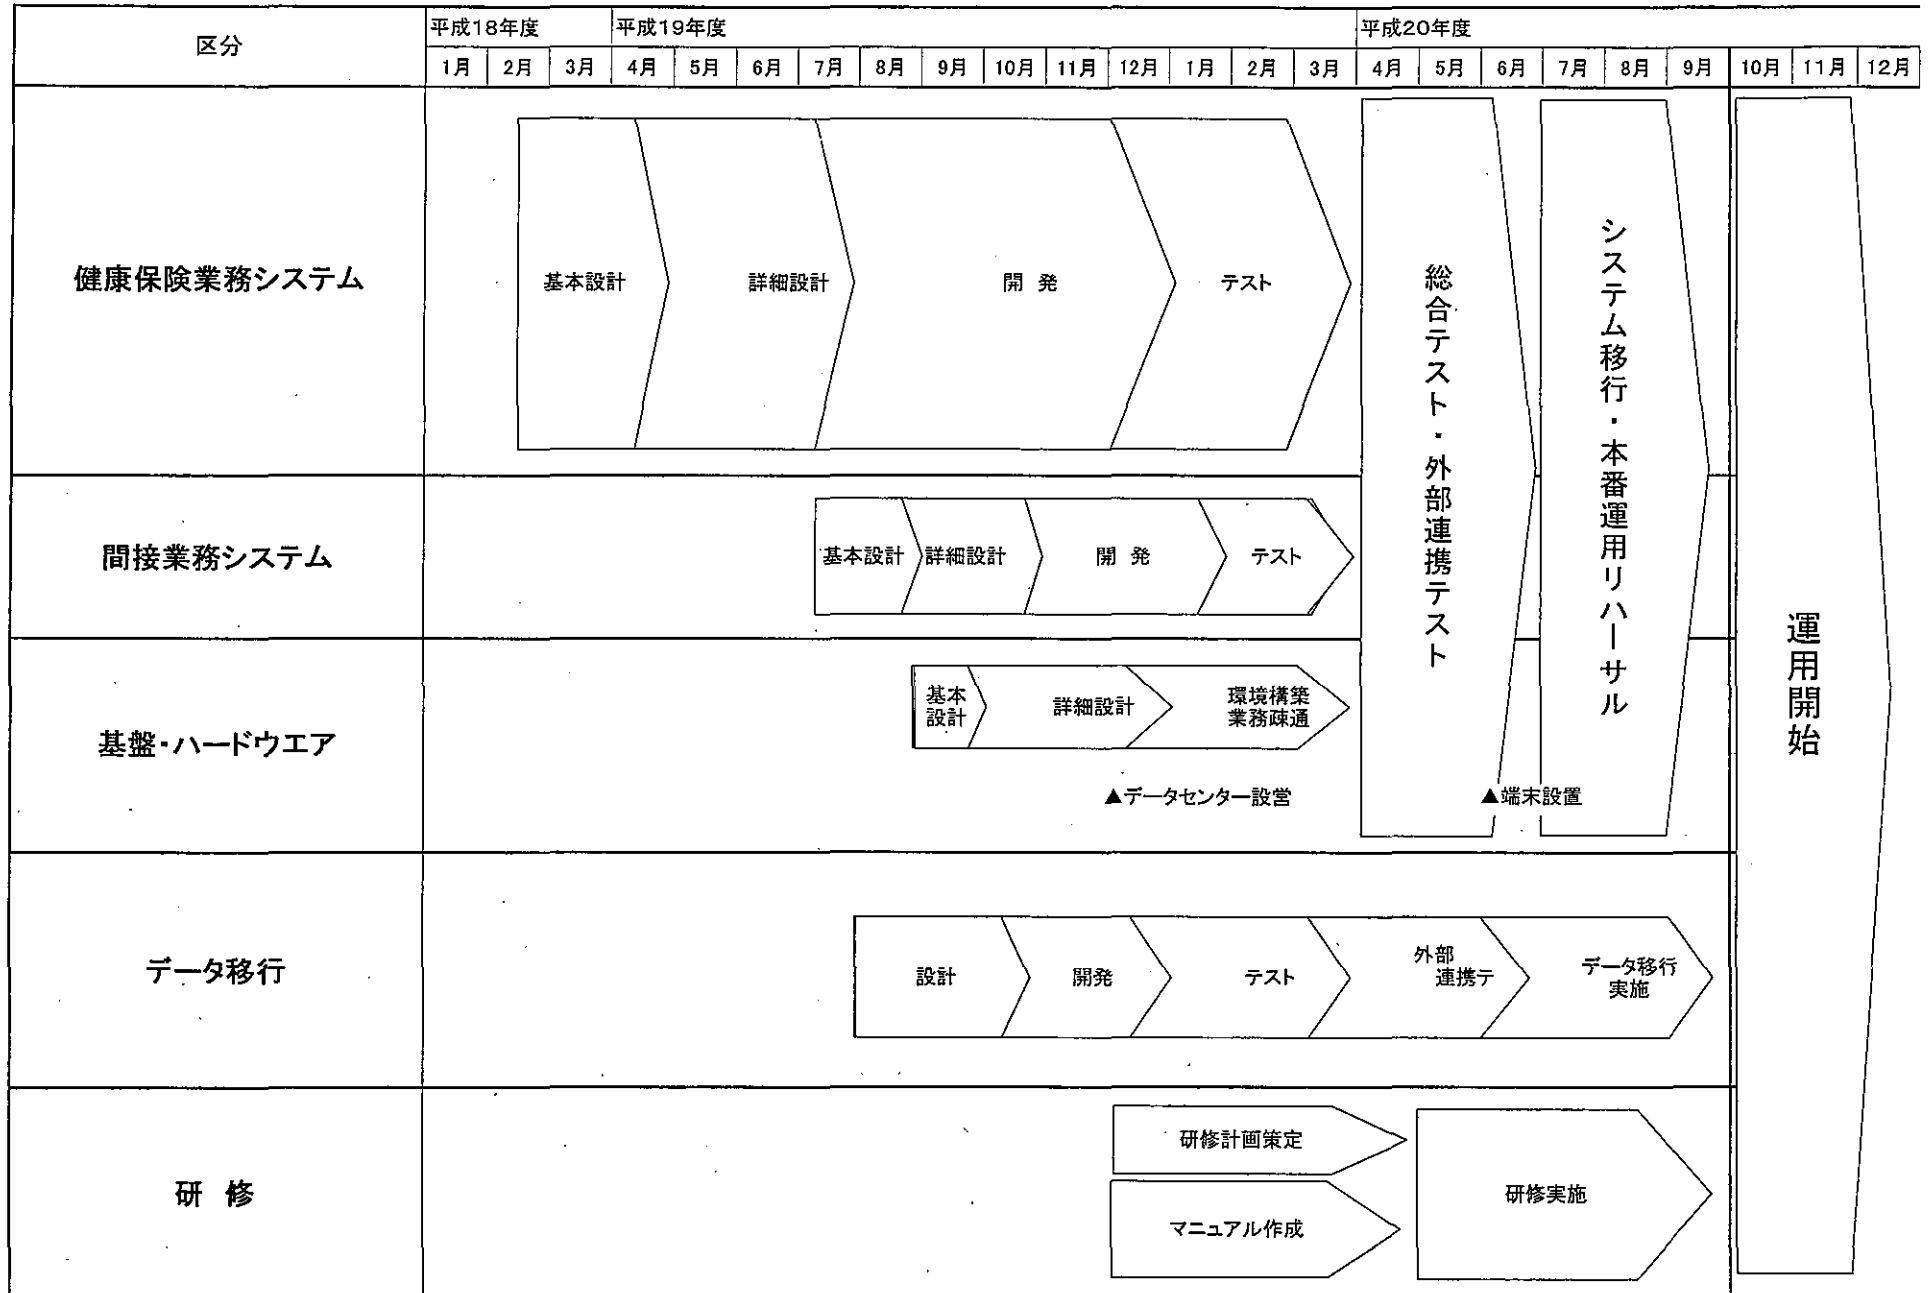 区分
平成18年度
平成19年度
平成20年度
1月 2月 3月 4月 5月 6月 7月 8月 9月 10月 11月 12月 1月 2月 3月 4月 5月 6月 7月 8月 9月 10月 11月 12月
健康保険業務システム
基本設計
詳細設計
開 発
テスト
総合テスト・外部連携テスト
システム移行・本番運用リハーサル
運用開始
間接業務システム
基本設計
詳細設計
開 発
テスト
基盤・ハードウエア
基本
設計
詳細設計
環境構築
業務疎通
▲データセンター設営
▲端末設置
データ移行
設計
開発
テスト
外部
連携テ
データ移行
実施
研 修
研修計画策定
マニュアル作成
研修実施